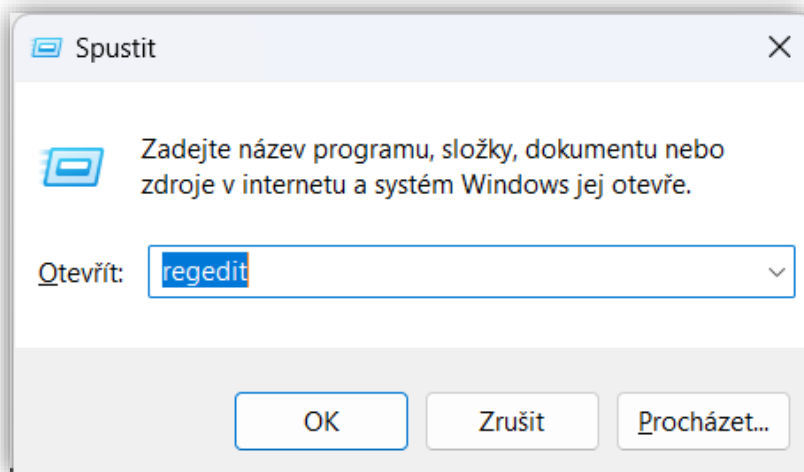 Spustit
Zadejte název programu, složky, dokumentu nebo
zdroje v internetu a systém Windows jej otevře.
Otevřít: regedit
OK Zrušit Procházet...